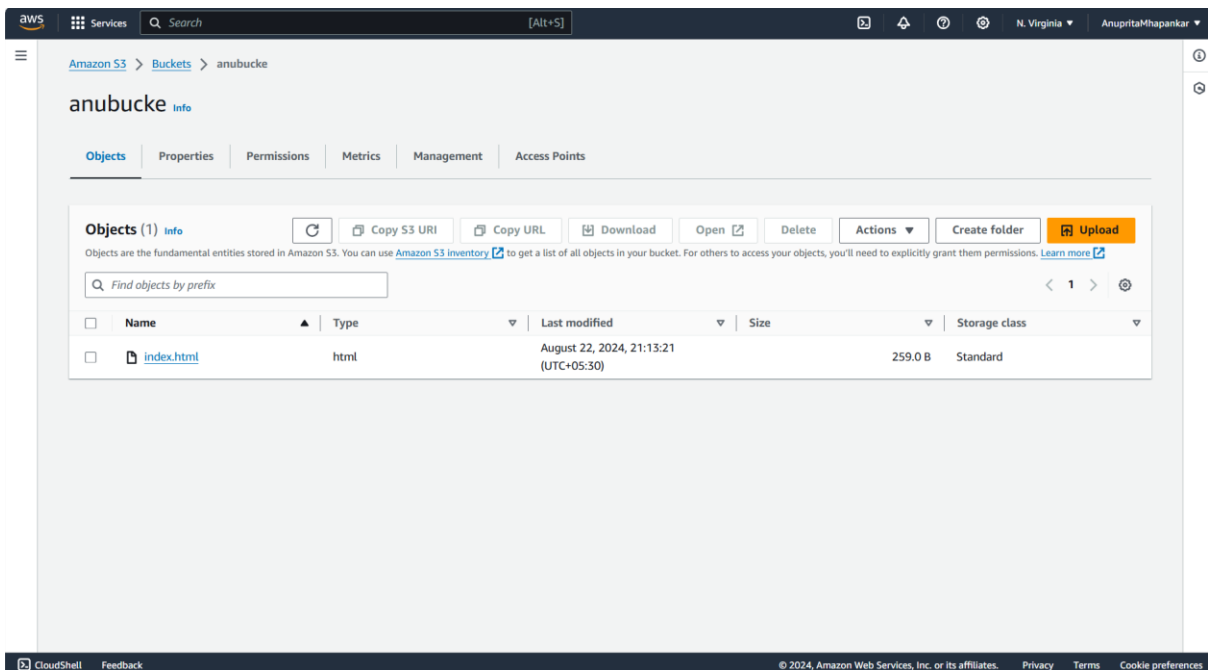 aws Services Search [Alt+S] N. Virginia ▼ AnupritaMhapankar ▼
Amazon S3 > Buckets > anubucke
anubucke Info
Objects Properties Permissions Metrics Management Access Points
Objects (1) Info Copy S3 URI Copy URL Download Open Delete Actions ▼ Create folder Upload
Objects are the fundamental entities stored in Amazon S3. You can use Amazon S3 inventory to get a list of all objects in your bucket. For others to access your objects, you'll need to explicitly grant them permissions. Learn more
Find objects by prefix < 1 >
Name ▲ Type Last modified Size Storage class
index.html html August 22, 2024, 21:13:21 259.0 B Standard
(UTC+05:30)
CloudShell Feedback © 2024, Amazon Web Services, Inc. or its affiliates. Privacy Terms Cookie preferences